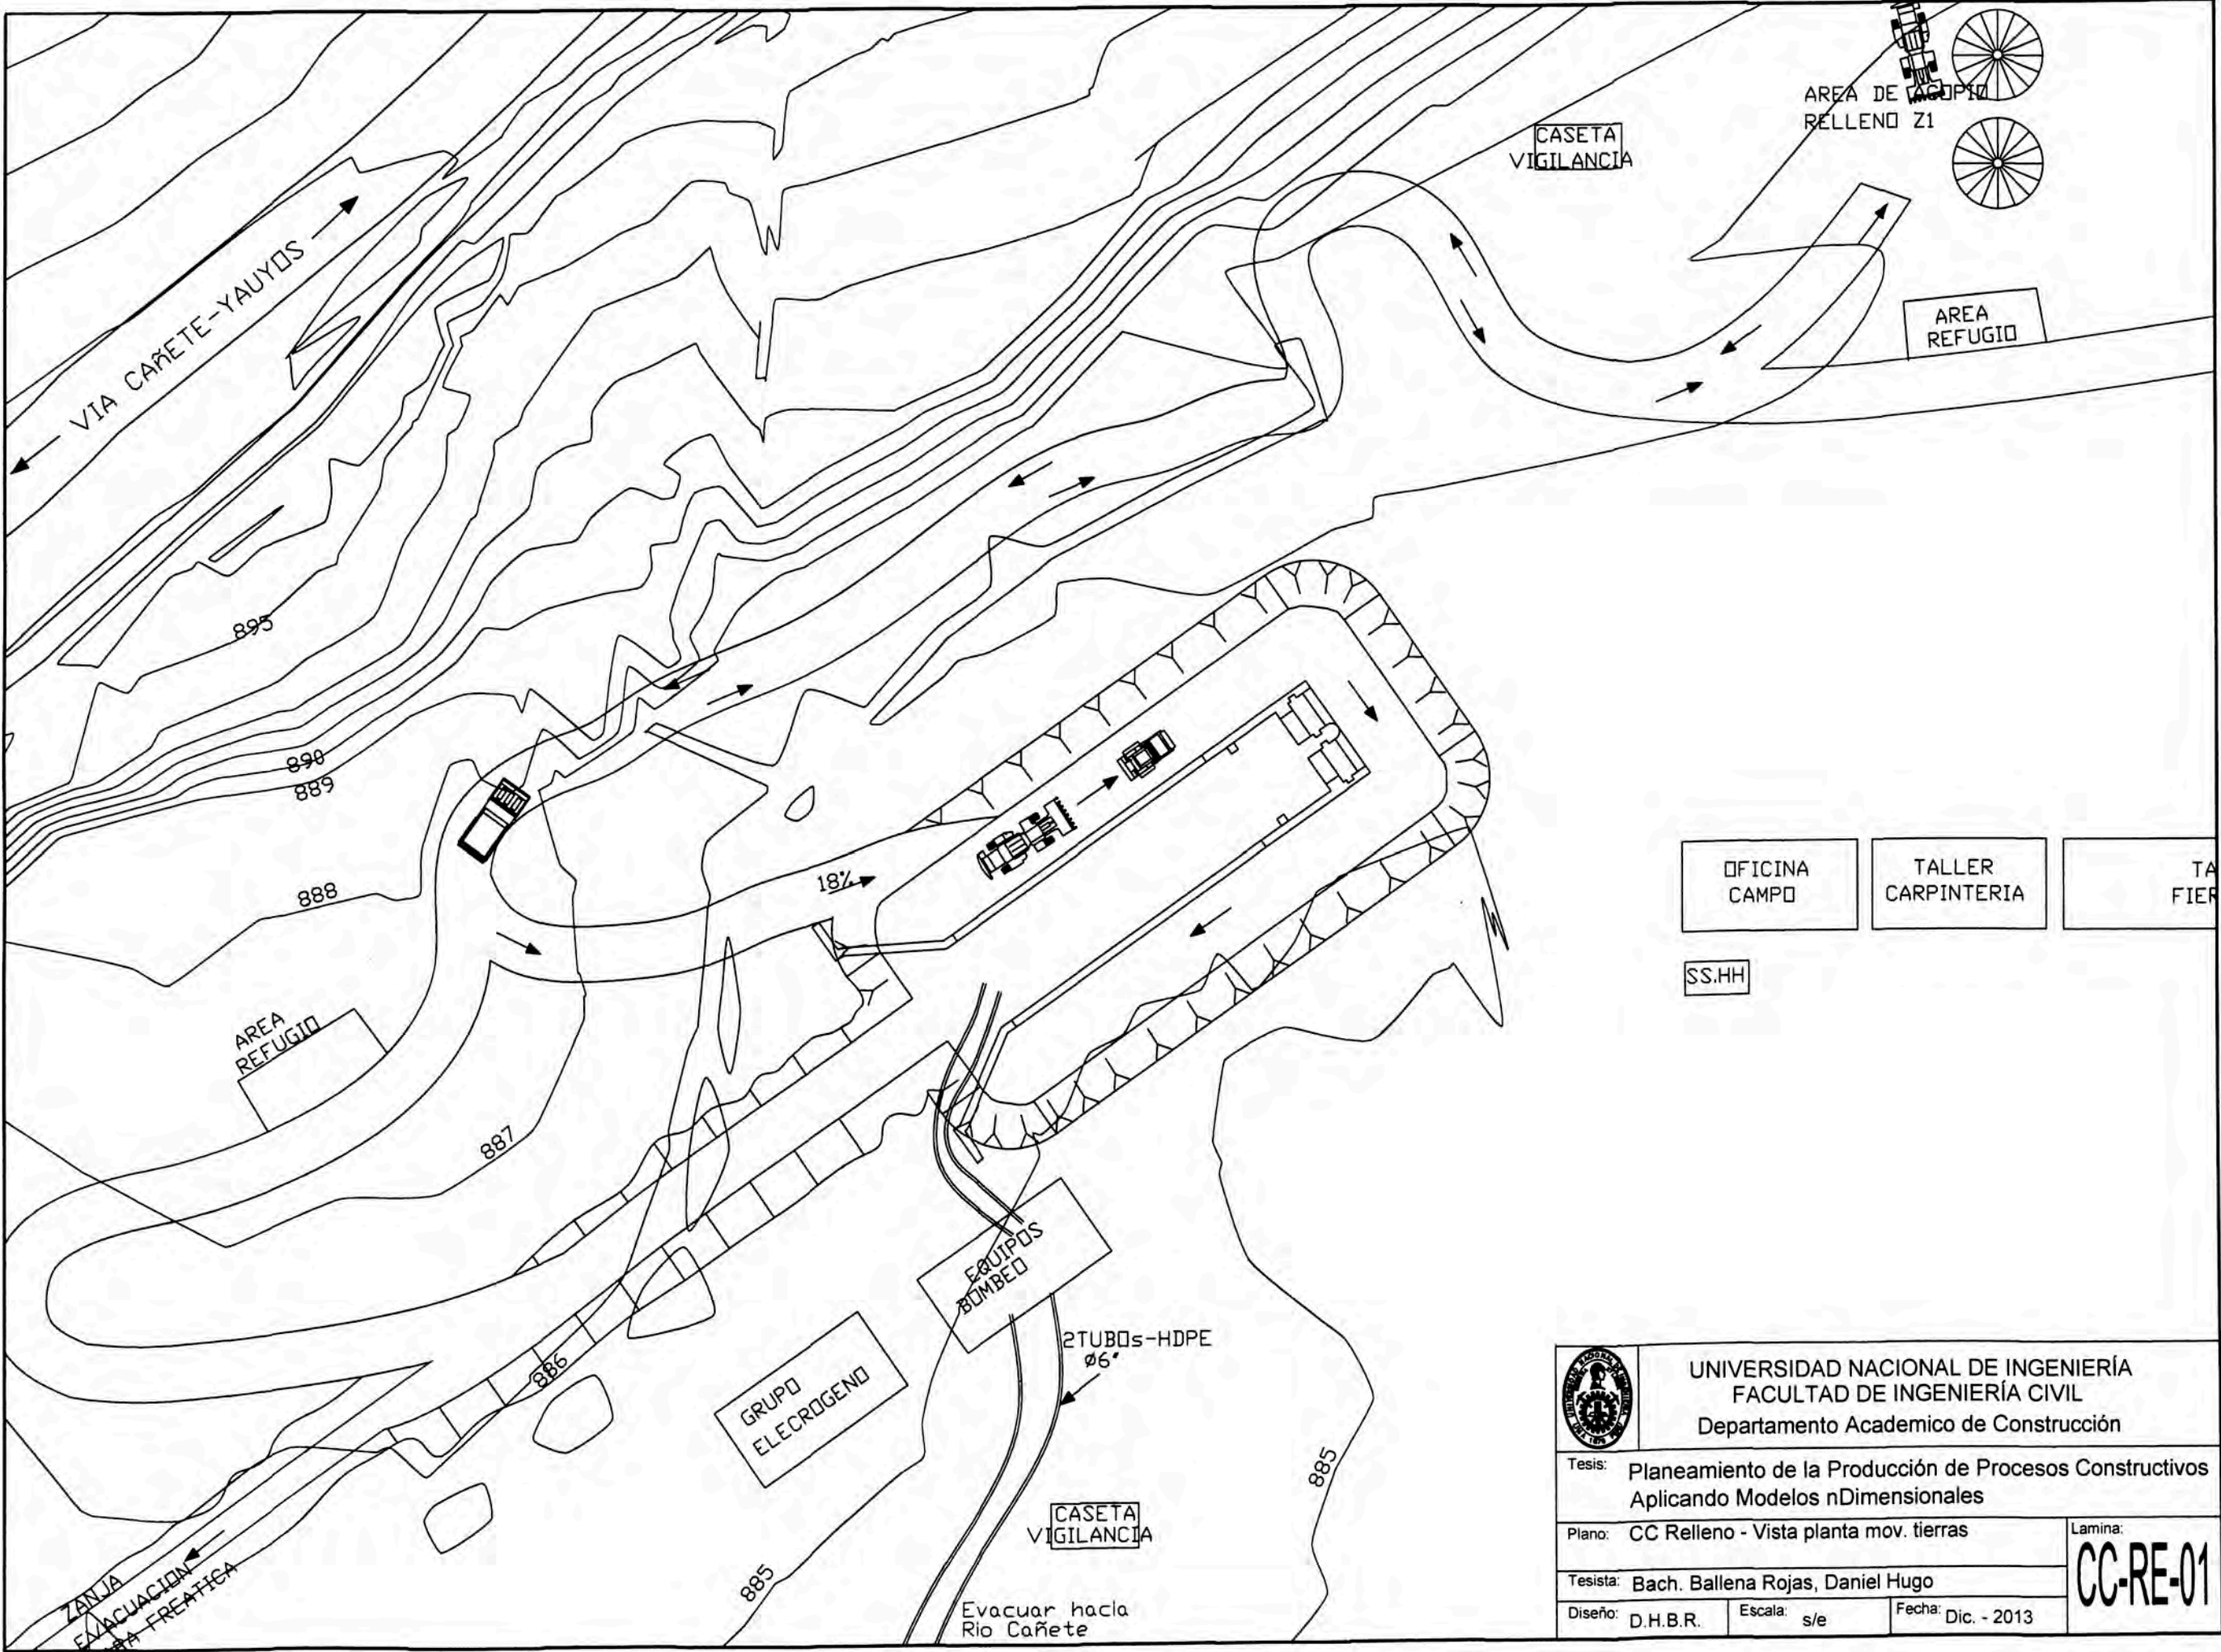 AREA DE ACOPIO
RELLENO Z1
CASETA
VIGILANCIA
VIA CAÑETE-YAUYOS
AREA
REFUGIO
895
890
889
888
18%
OFICINA
CAMPO
TALLER
CARPINTERIA
TA
FIER
SS.HH
AREA
REFUGIO
887
EQUIPOS
BOMBEO
2TUBOs-HDPE
Ø6"
886
GRUPO
ELECROGENO
885
885
CASETA
VIGILANCIA
ZANJA
EVACUACION
FREATICA
Evacuar hacia
Rio Cañete
UNIVERSIDAD NACIONAL DE INGENIERÍA
FACULTAD DE INGENIERÍA CIVIL
Departamento Academico de Construcción
Tesis: Planeamiento de la Producción de Procesos Constructivos
Aplicando Modelos nDimensionales
Plano: CC Relleno - Vista planta mov. tierras
Lamina:
CC-RE-01
Tesista: Bach. Ballena Rojas, Daniel Hugo
Diseño: D.H.B.R. Escala: s/e Fecha: Dic. - 2013